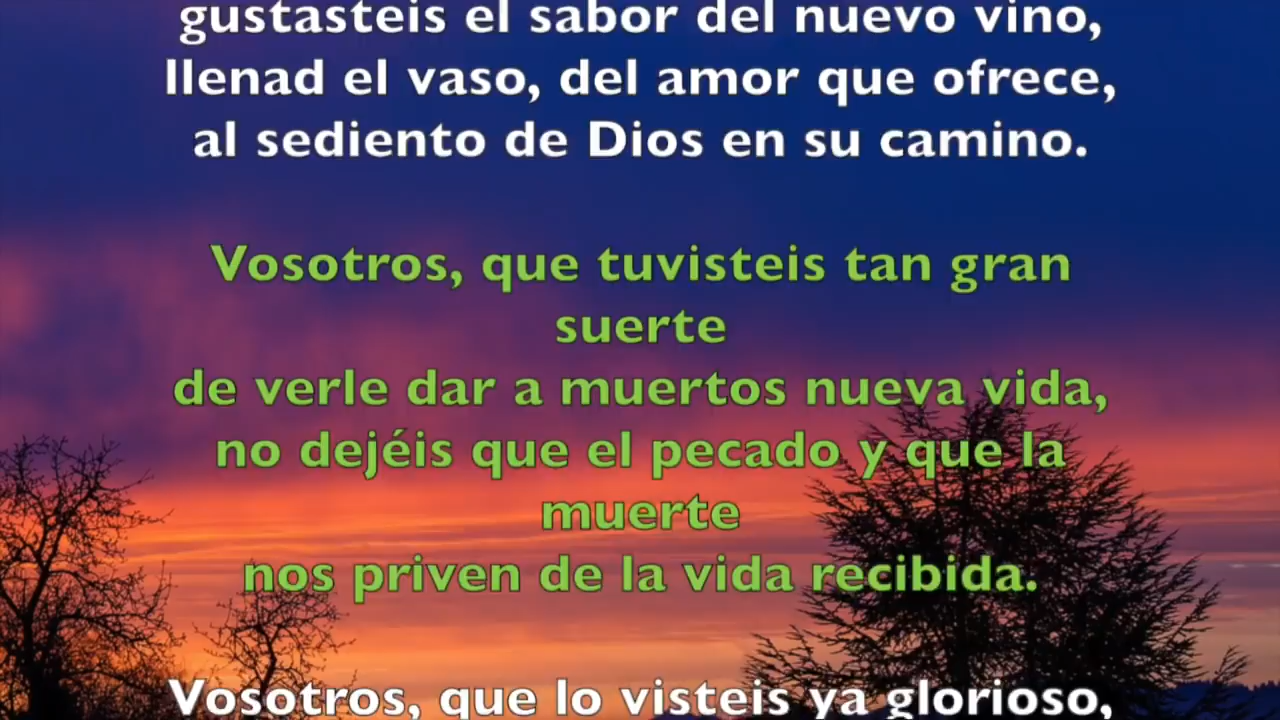 gustasteis el sabor del nuevo vino,
llenad el vaso, del amor que ofrece,
al sediento de Dios en su camino.
Vosotros, que tuvisteis tan gran
suerte
de verle dar a muertos nueva vida,
no dejéis que el pecado y que la
muerte
nos priven de la vida recibida.
Vosotros, que lo visteis ya glorioso,